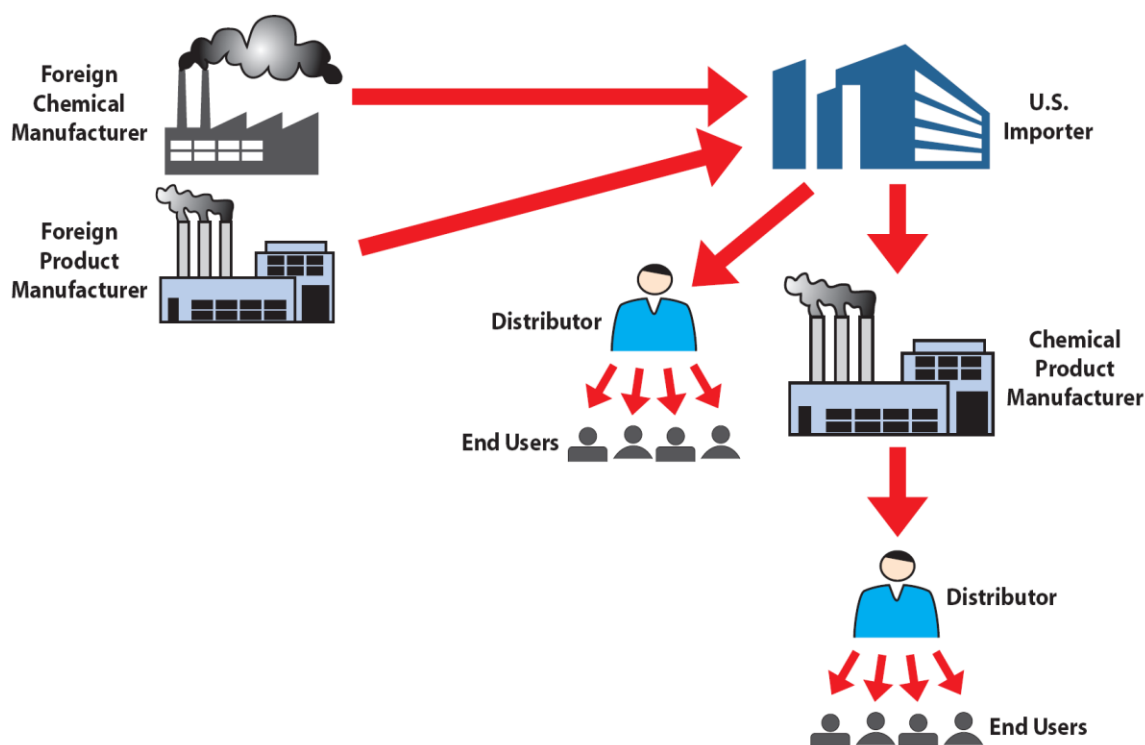 Foreign
Chemical
Manufacturer
U.S.
Importer
Foreign
Product
Manufacturer
Distributor
Chemical
Product
Manufacturer
End Users
Distributor
End Users